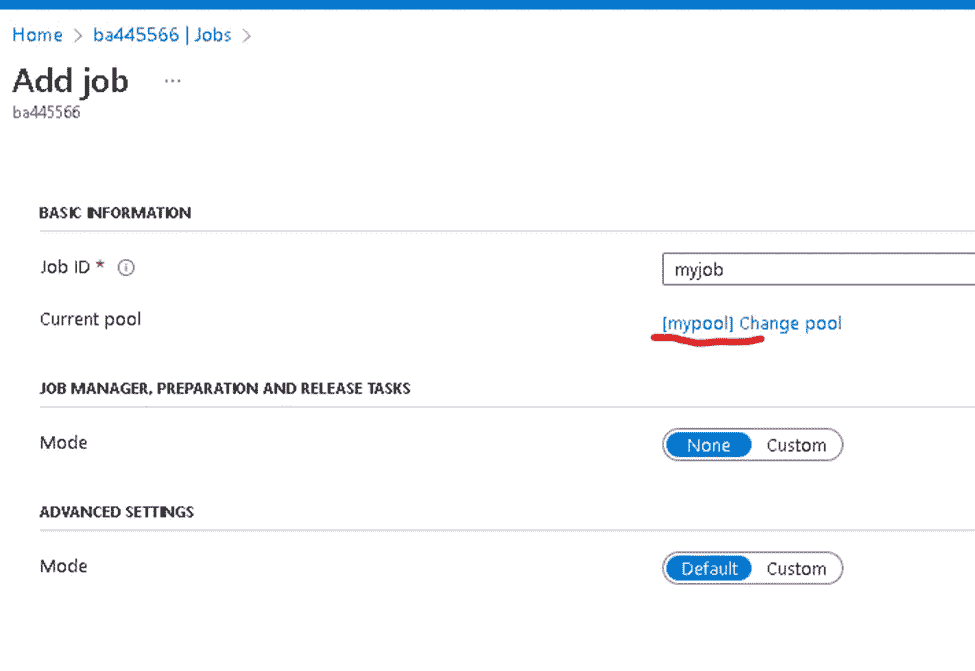 Home > ba445566 | Jobs >
Add job ...
ba445566
BASIC INFORMATION
Job ID * myjob
Current pool [mypool] Change pool
JOB MANAGER, PREPARATION AND RELEASE TASKS
Mode None Custom
ADVANCED SETTINGS
Mode Default Custom